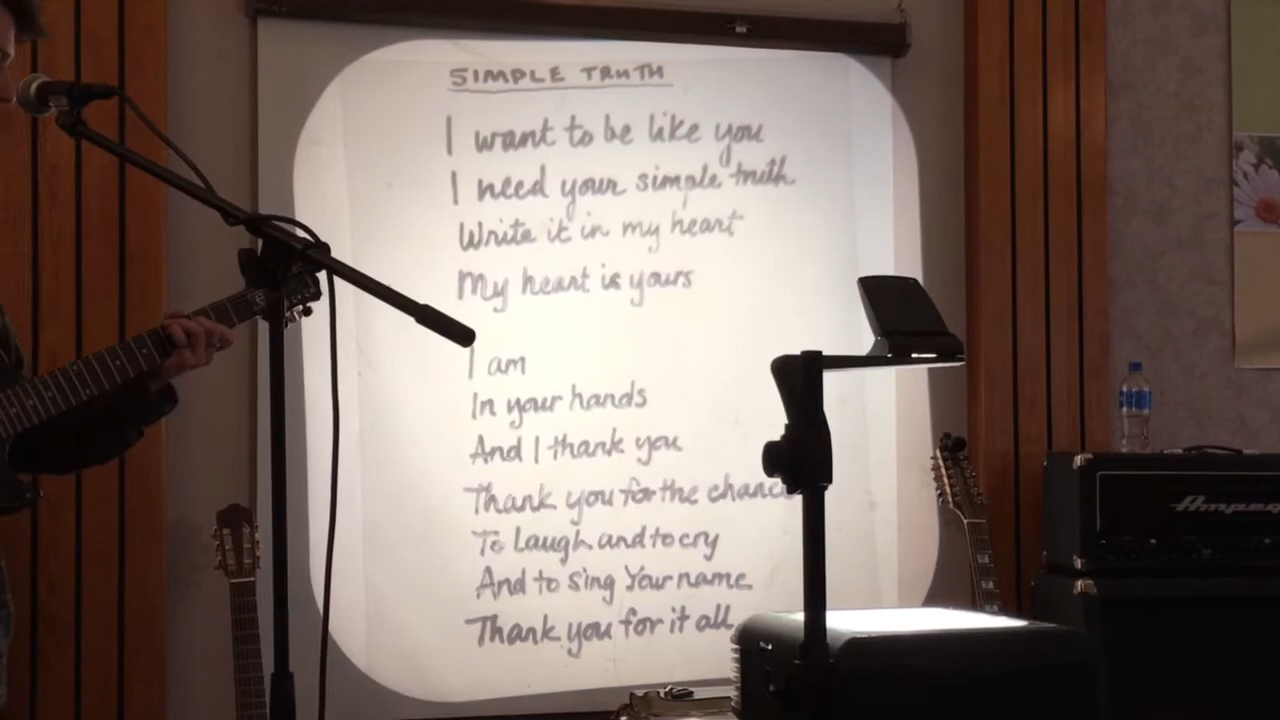 SIMPLE TRUTH
I want to be like you
I need your simple truth
Write it in my heart
My heart is yours
I am
In your hands
And I thank you
Thank you for the chance
To Laugh and to cry
And to sing Your name
Thank you for it all
Ampeg